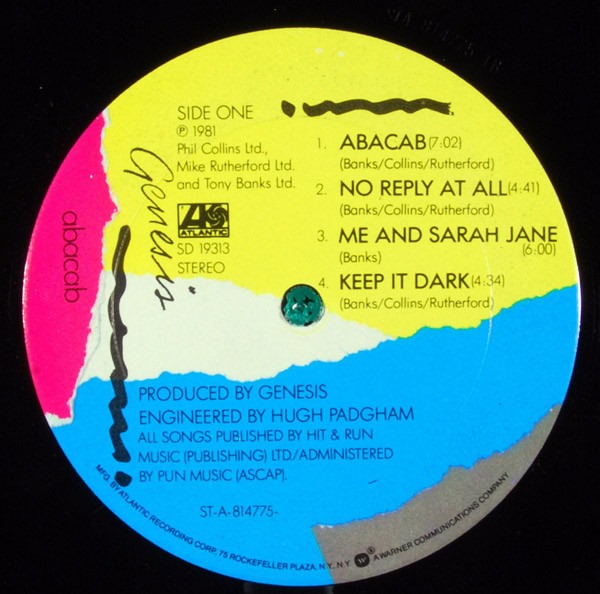 SIDE ONE
℗ 1981
Phil Collins Ltd.,
Mike Rutherford Ltd.
and Tony Banks Ltd.
ATLANTIC
SD 19313
STEREO
1. ABACAB (7:02)
(Banks/Collins/Rutherford)
2. NO REPLY AT ALL (4:41)
(Banks/Collins/Rutherford)
3. ME AND SARAH JANE
(Banks) (6:00)
4. KEEP IT DARK (4:34)
(Banks/Collins/Rutherford)
Genesis
abacab
PRODUCED BY GENESIS
ENGINEERED BY HUGH PADGHAM
ALL SONGS PUBLISHED BY HIT & RUN
MUSIC (PUBLISHING) LTD/ADMINISTERED
BY PUN MUSIC (ASCAP).
ST-A-814775-
MFG. BY ATLANTIC RECORDING CORP. 75 ROCKEFELLER PLAZA, N.Y. N.Y. W ® A WARNER COMMUNICATIONS COMPANY